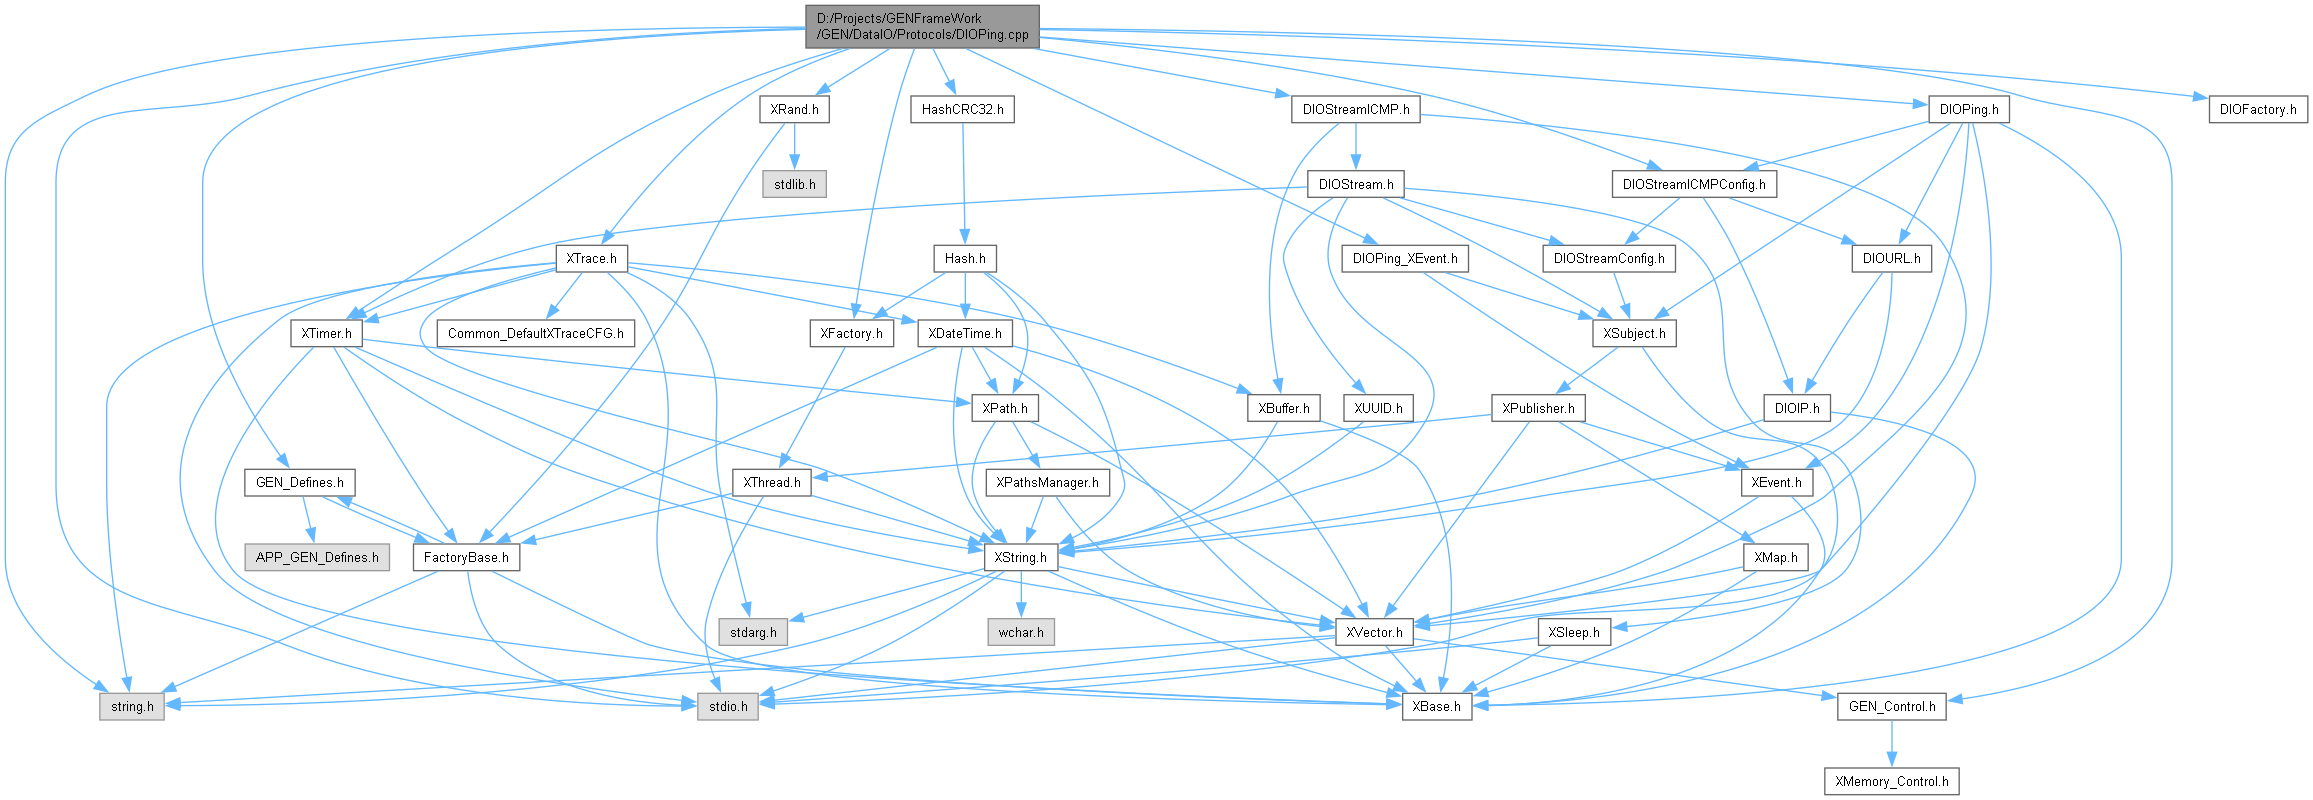 D:/Projects/GENFrameWork
/GEN/DataIO/Protocols/DIOPing.cpp
XRand.h
HashCRC32.h
DIOStreamICMP.h
DIOPing.h
DIOFactory.h
stdlib.h
DIOStream.h
DIOStreamICMPConfig.h
XTrace.h
Hash.h
DIOPing_XEvent.h
DIOStreamConfig.h
DIOURL.h
XTimer.h
Common_DefaultXTraceCFG.h
XFactory.h
XDateTime.h
XSubject.h
XPath.h
XBuffer.h
XUUID.h
XPublisher.h
DIOIP.h
GEN_Defines.h
XThread.h
XPathsManager.h
XEvent.h
APP_GEN_Defines.h
FactoryBase.h
XString.h
XMap.h
stdarg.h
wchar.h
XVector.h
XSleep.h
string.h
stdio.h
XBase.h
GEN_Control.h
XMemory_Control.h